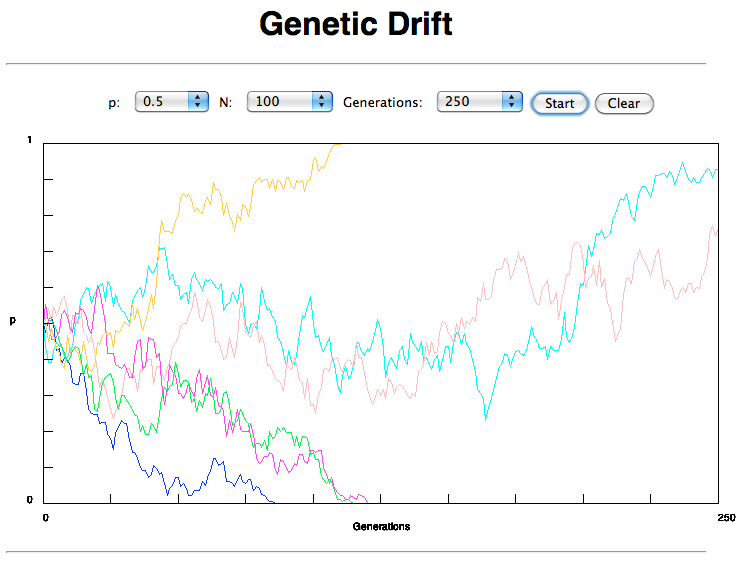 Genetic Drift
p: 0.5 N: 100 Generations: 250 Start Clear
1
p
0
0 250
Generations